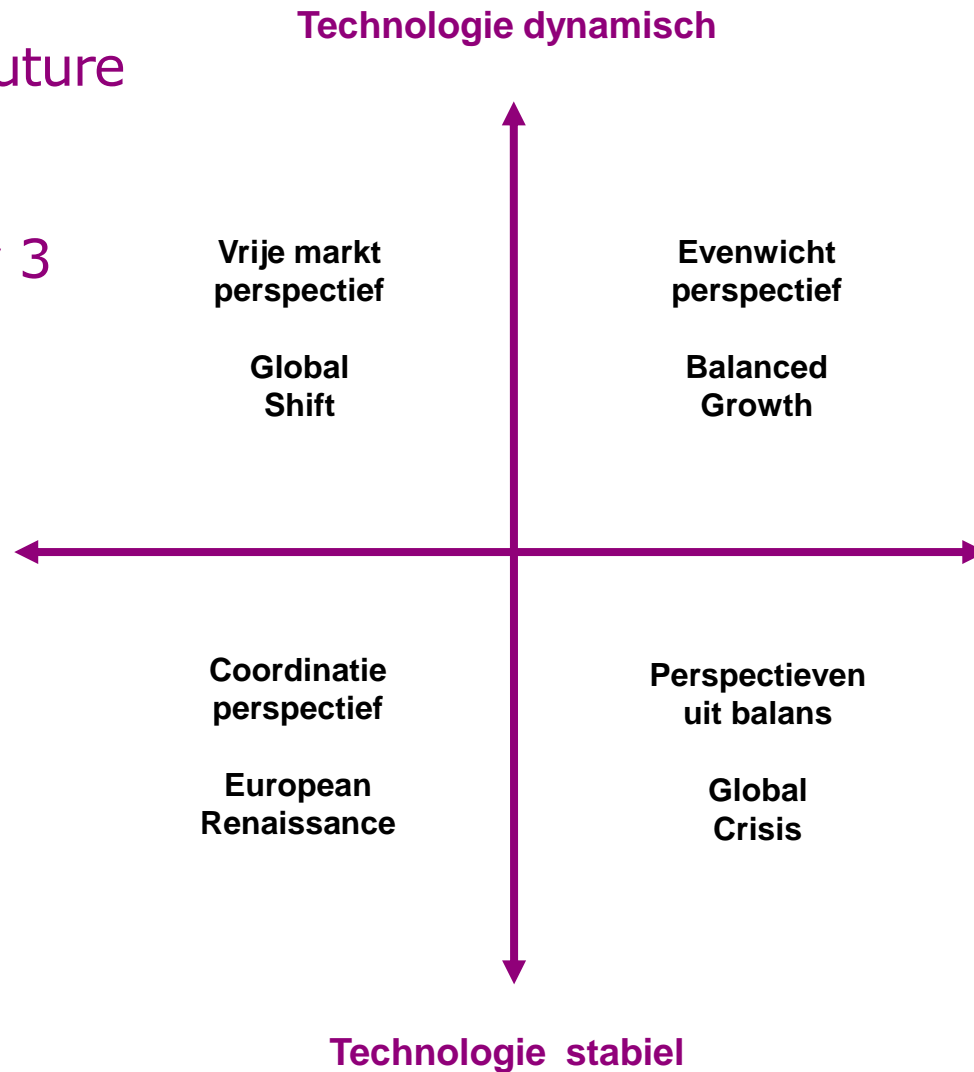 Technologie dynamisch
uture
3
Vrije markt
perspectief
Global
Shift
Evenwicht
perspectief
Balanced
Growth
Coordinatie
perspectief
European
Renaissance
Perspectieven
uit balans
Global
Crisis
Technologie stabiel